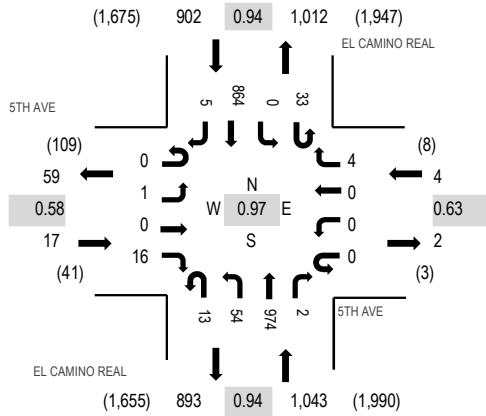 (1,675) 902 0.94 1,012 (1,947)
EL CAMINO REAL
5TH AVE
5 864 0 33
(109) 0 4 (8)
59 1 N 0 4
0.58 W 0.97 E 0.63
17 0 S 0 2
(41) 16 0 (3)
13 54 974 2
5TH AVE
EL CAMINO REAL
(1,655) 893 0.94 1,043 (1,990)